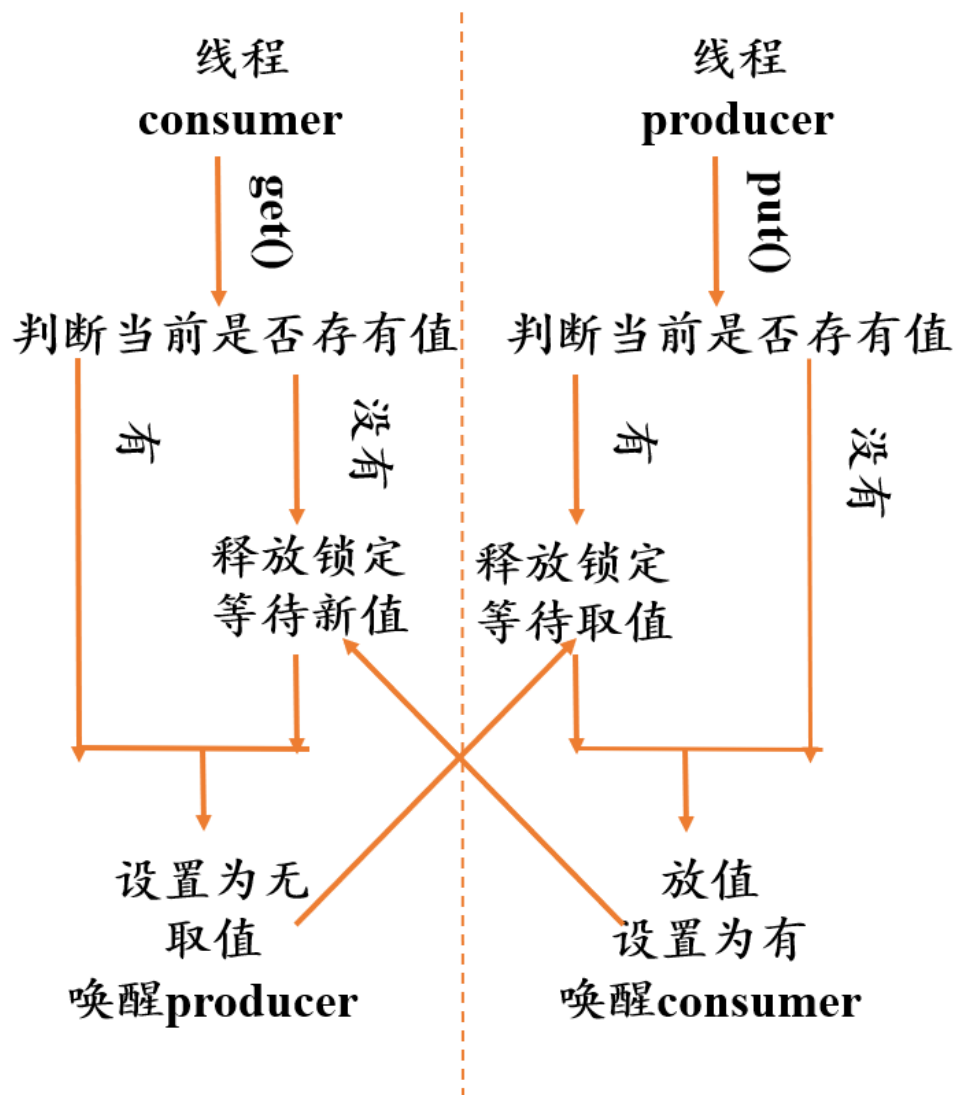 线程
consumer
get()
判断当前是否存有值
有
没有
释放锁定
等待新值
设置为无
取值
唤醒producer
线程
producer
put()
判断当前是否存有值
有
没有
释放锁定
等待取值
放值
设置为有
唤醒consumer